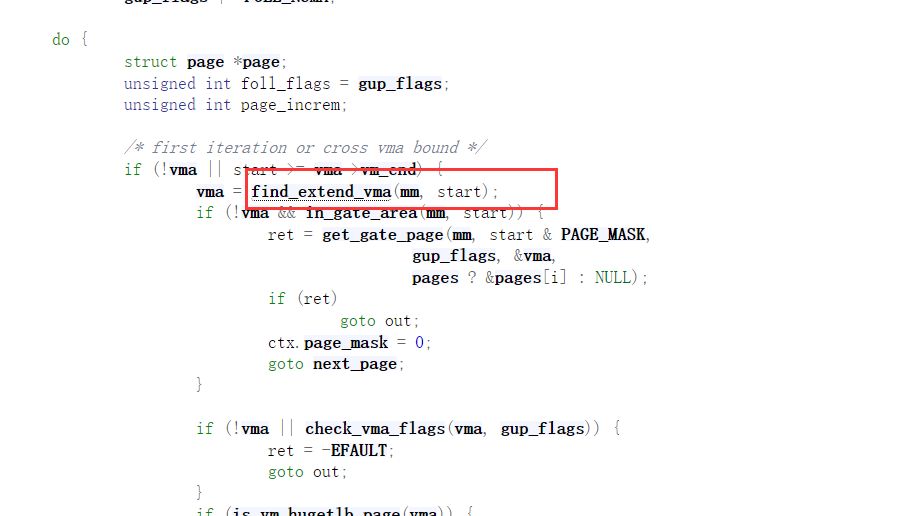 gup_flags |= FOLL_NUMA;
do {
struct page *page;
unsigned int foll_flags = gup_flags;
unsigned int page_increm;
/* first iteration or cross vma bound */
if (!vma || start >= vma->vm_end) {
vma = find_extend_vma(mm, start);
if (!vma && in_gate_area(mm, start)) {
ret = get_gate_page(mm, start & PAGE_MASK,
gup_flags, &vma,
pages ? &pages[i] : NULL);
if (ret)
goto out;
ctx.page_mask = 0;
goto next_page;
}
if (!vma || check_vma_flags(vma, gup_flags)) {
ret = -EFAULT;
goto out;
}
if (is_vm_hugetlb_page(vma)) {